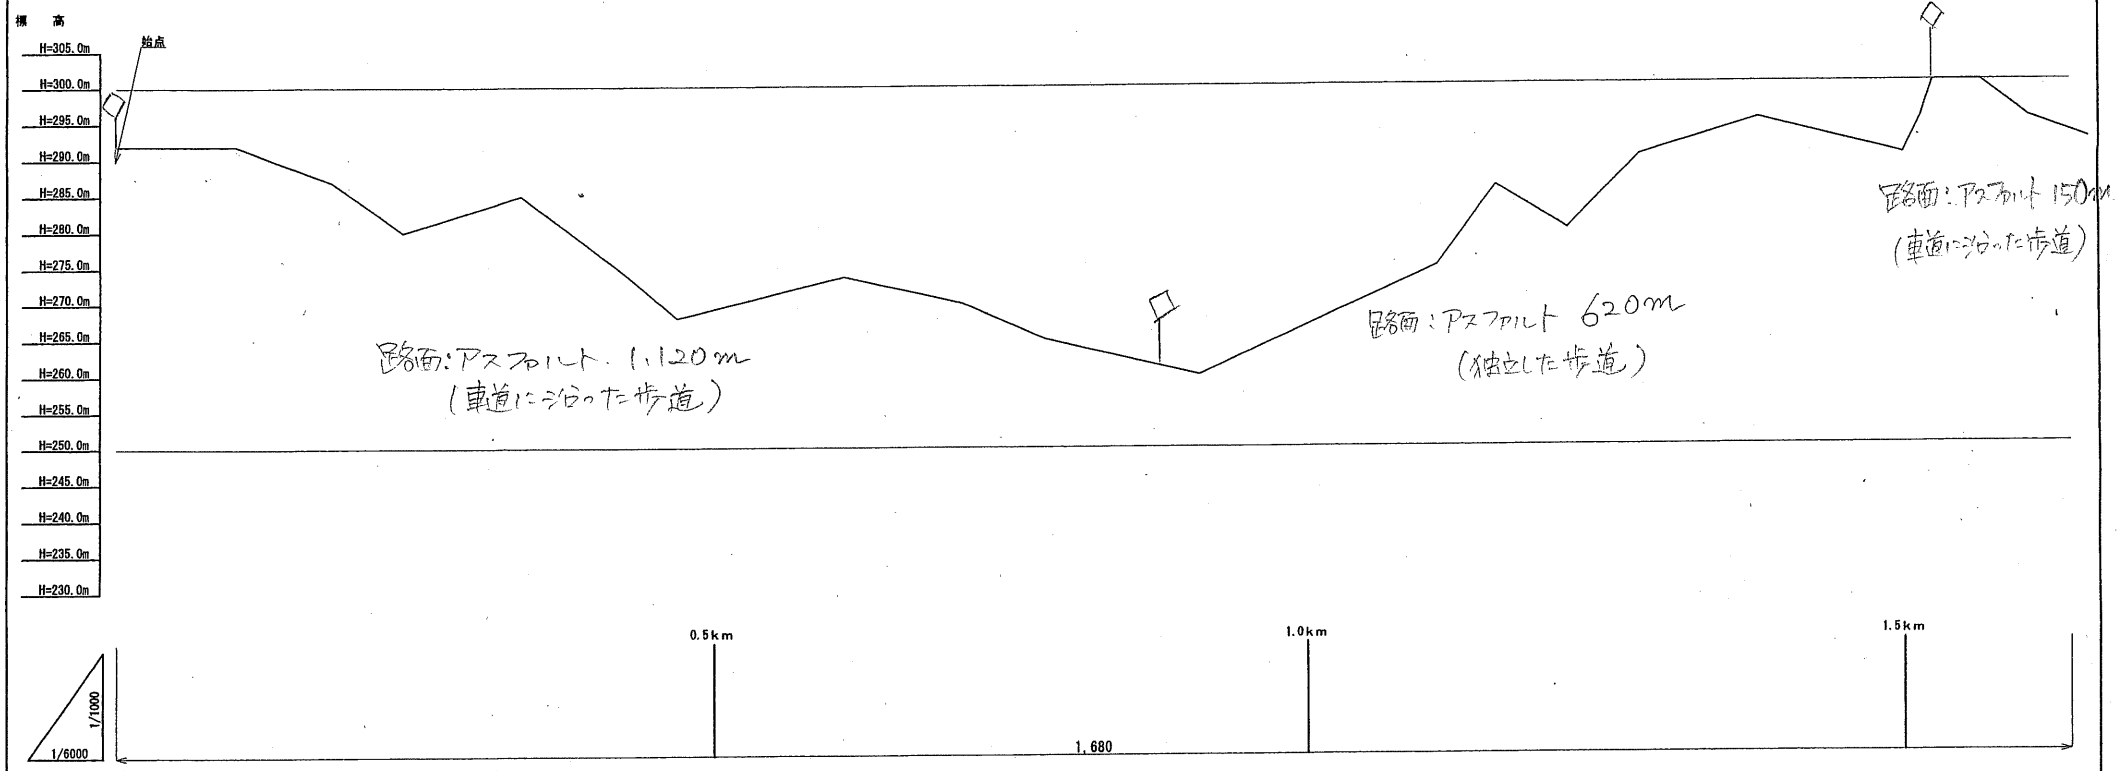 標 高
始点
H=305.0m
H=300.0m
H=295.0m
H=290.0m
H=285.0m
H=280.0m
H=275.0m
H=270.0m
H=265.0m
H=260.0m
H=255.0m
H=250.0m
H=245.0m
H=240.0m
H=235.0m
H=230.0m
路面:アスファルト 1,120m
(車道に沿った歩道)
路面:アスファルト 620m
(独立した歩道)
路面:アスファルト 150m
(車道に沿った歩道)
0.5km
1.0km
1.5km
1/1000
1/6000
1,680